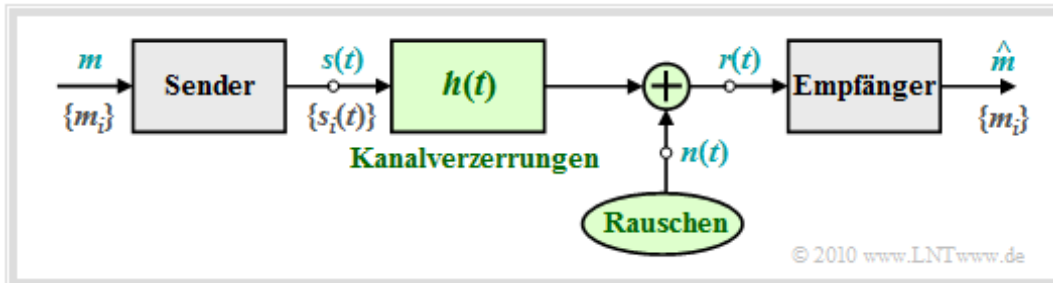 m
{mᵢ}
Sender
s(t)
{sᵢ(t)}
h(t)
Kanalverzerrungen
n(t)
Rauschen
r(t)
Empfänger
m̂
{mᵢ}
© 2010 www.LNTwww.de